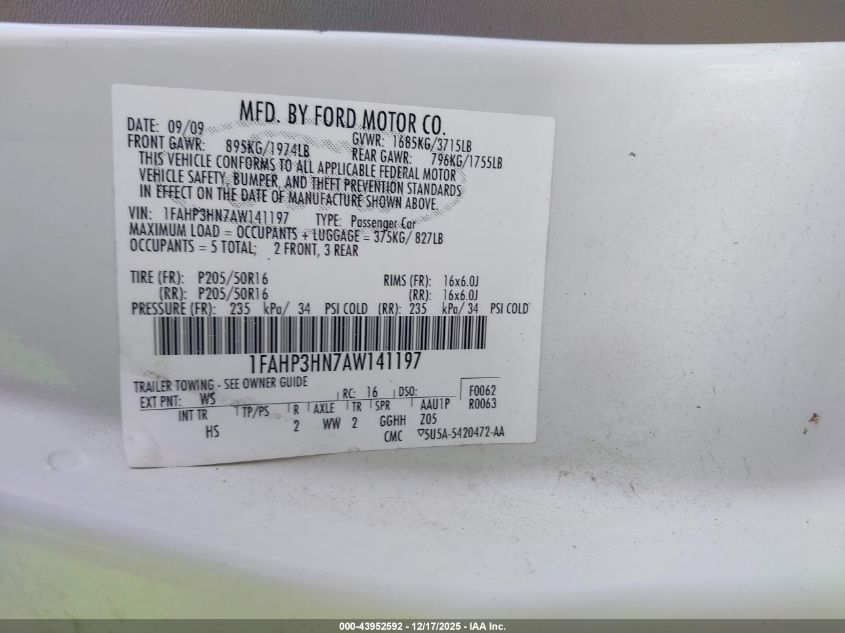 MFD. BY FORD MOTOR CO.
DATE: 09/09 GVWR: 1685KG/3715LB
FRONT GAWR: 895KG/1974LB REAR GAWR: 796KG/1755LB
THIS VEHICLE CONFORMS TO ALL APPLICABLE FEDERAL MOTOR
VEHICLE SAFETY, BUMPER, AND THEFT PREVENTION STANDARDS
IN EFFECT ON THE DATE OF MANUFACTURE SHOWN ABOVE.
VIN: 1FAHP3HN7AW141197 TYPE: Passenger Car
MAXIMUM LOAD = OCCUPANTS + LUGGAGE = 375KG/ 827LB
OCCUPANTS = 5 TOTAL; 2 FRONT, 3 REAR
TIRE (FR): P205/50R16 RIMS (FR): 16x6.0J
(RR): P205/50R16 (RR): 16x6.0J
PRESSURE (FR): 235 kPa/ 34 PSI COLD (RR): 235 kPa/ 34 PSI COLD
1FAHP3HN7AW141197
TRAILER TOWING - SEE OWNER GUIDE
EXT PNT: WS RC: 16 DSO: F0062
INT TR TP/PS R AXLE TR SPR AAU1P R0063
HS 2 WW 2 GGHH Z05
CMC 5U5A-5420472-AA
000-43952592 - 12/17/2025 - IAA Inc.